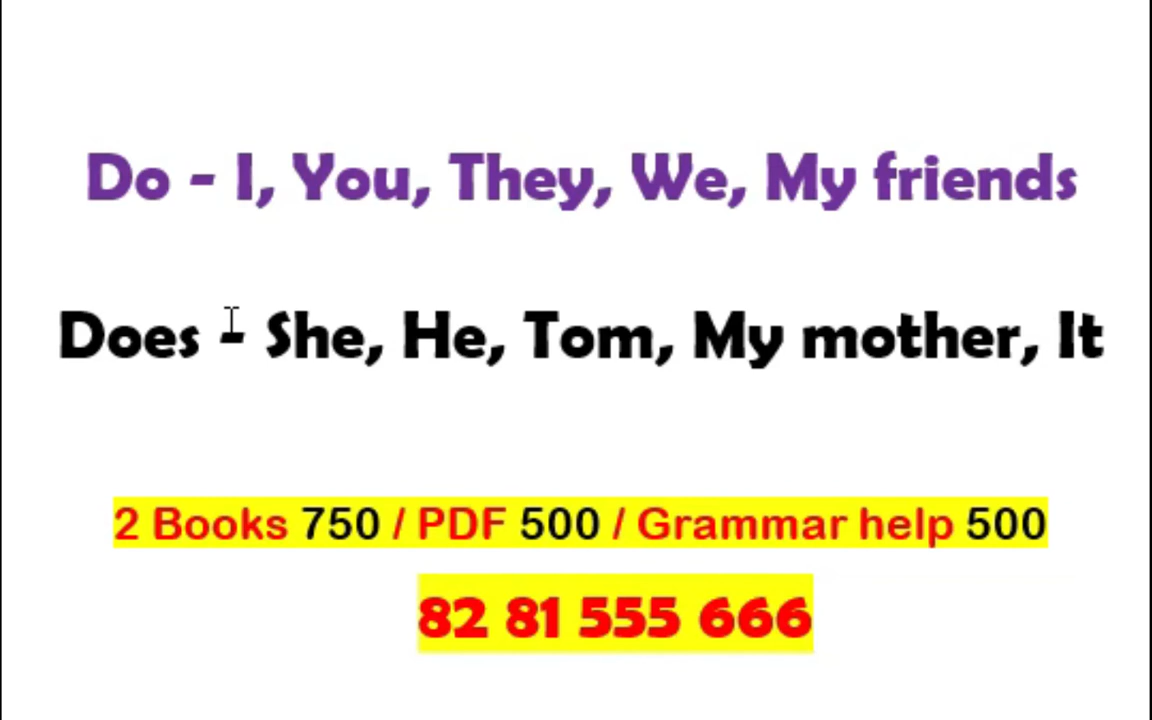 Do - I, You, They, We, My friends
Does - She, He, Tom, My mother, It
2 Books 750 / PDF 500 / Grammar help 500
82 81 555 666